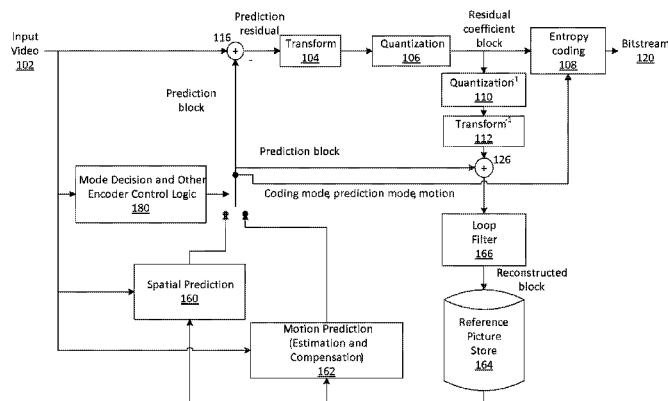 Input
Video
102
116
+
Prediction
residual
Transform
104
Quantization
106
Residual
coefficient
block
Entropy
coding
108
Bitstream
120
Prediction
block
Quantization⁻¹
110
Transform⁻¹
112
Prediction block
+
126
Mode Decision and Other
Encoder Control Logic
180
Coding mode, prediction mode, motion
Loop
Filter
166
Reconstructed
block
Spatial Prediction
160
Motion Prediction
(Estimation and
Compensation)
162
Reference
Picture
Store
164